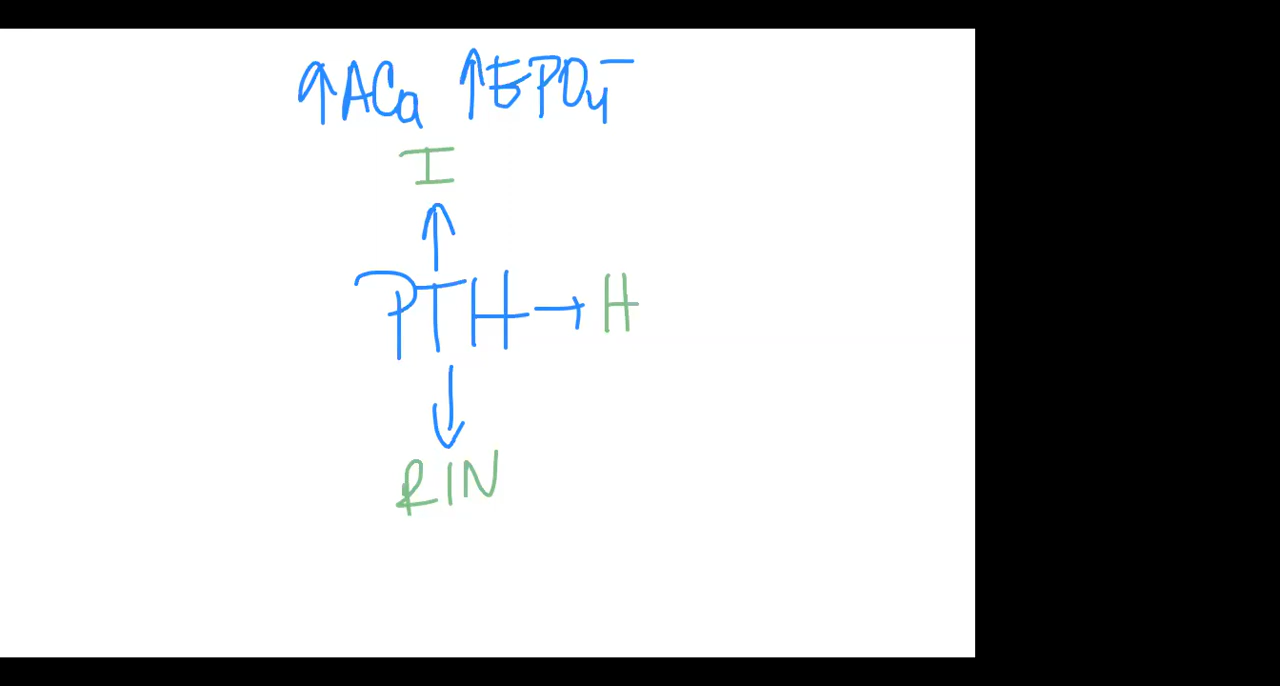 ↑ACa ↑EPO4-
I
PTH → H
RIN